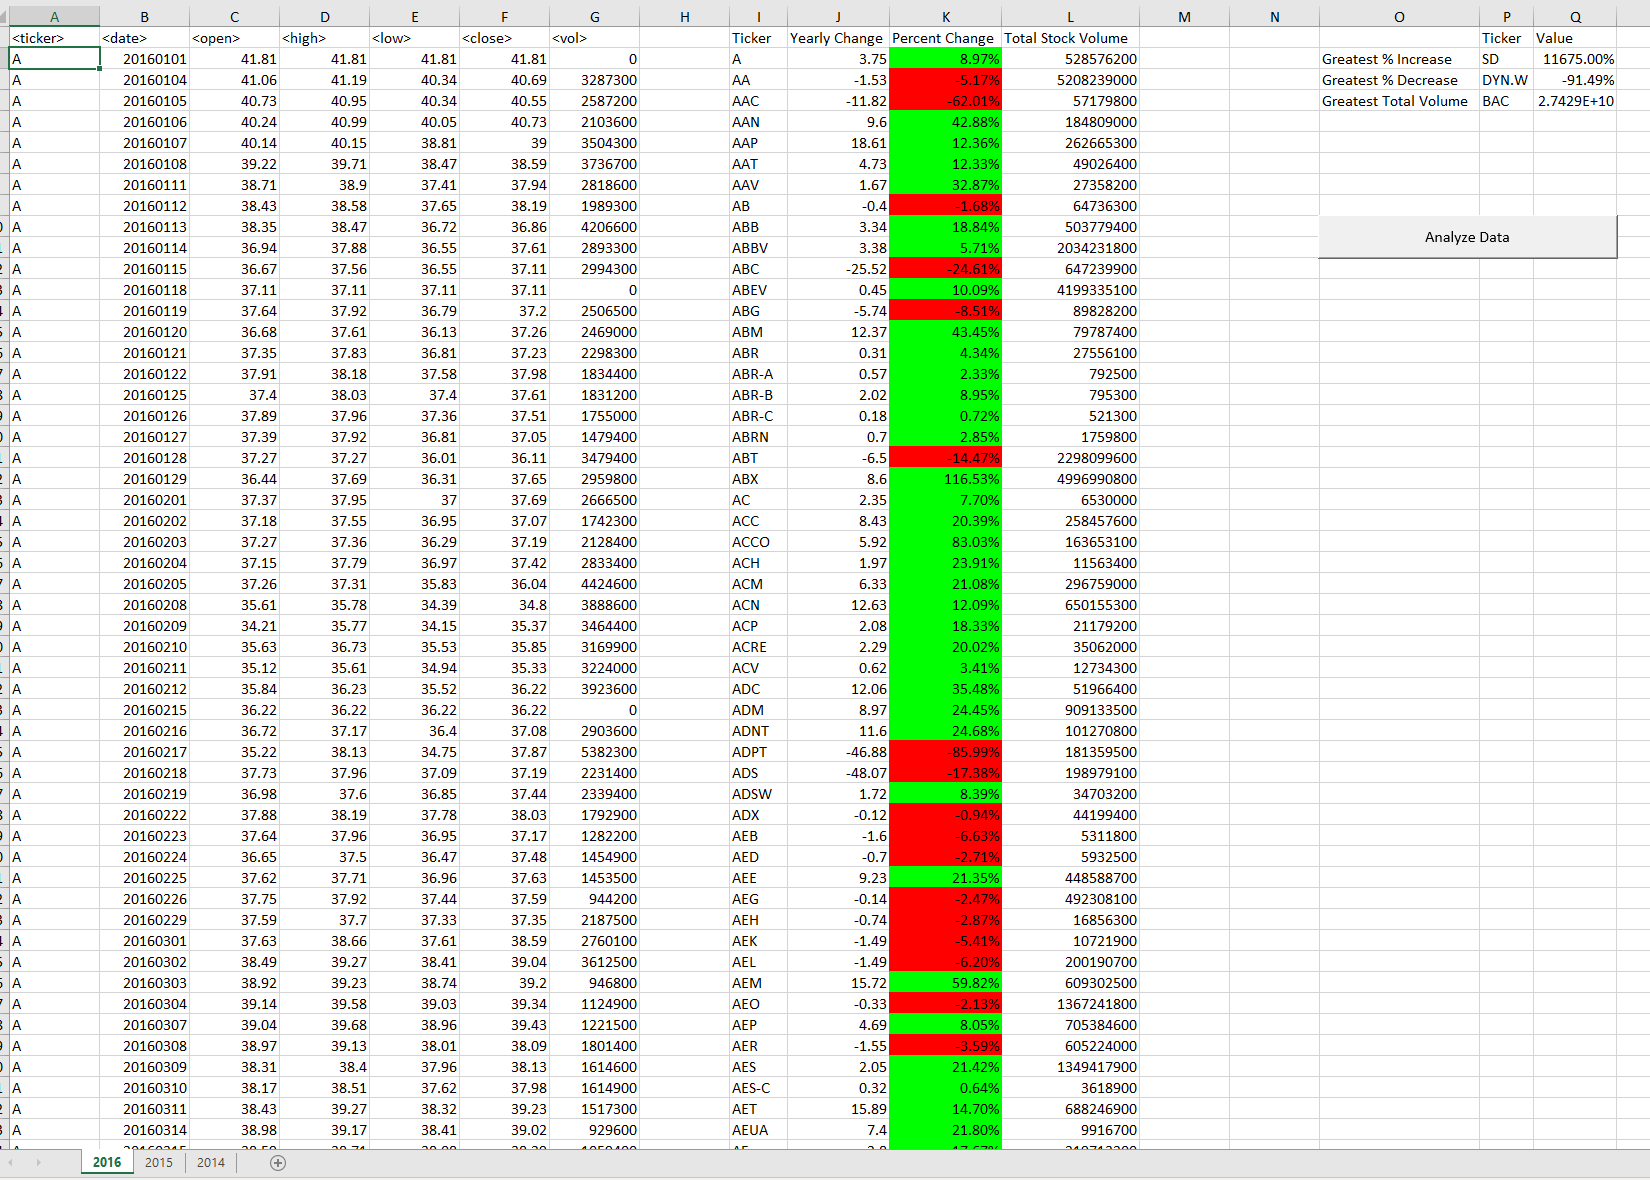 A B C D E F G H I J K L M N O P Q
<ticker> <date> <open> <high> <low> <close> <vol> Ticker Yearly Change Percent Change Total Stock Volume Ticker Value
A 20160101 41.81 41.81 41.81 41.81 0 A 3.75 8.97% 528576200 Greatest % Increase SD 11675.00%
A 20160104 41.06 41.19 40.34 40.69 3287300 AA -1.53 -5.17% 5208239000 Greatest % Decrease DYN.W -91.49%
A 20160105 40.73 40.95 40.34 40.55 2587200 AAC -11.82 -62.01% 57179800 Greatest Total Volume BAC 2.7429E+10
A 20160106 40.24 40.99 40.05 40.73 2103600 AAN 9.6 42.88% 184809000
A 20160107 40.14 40.15 38.81 39 3504300 AAP 18.61 12.36% 262665300
A 20160108 39.22 39.71 38.47 38.59 3736700 AAT 4.73 12.33% 49026400
A 20160111 38.71 38.9 37.41 37.94 2818600 AAV 1.67 32.87% 27358200
A 20160112 38.43 38.58 37.65 38.19 1989300 AB -0.4 -1.68% 64736300
A 20160113 38.35 38.47 36.72 36.86 4206600 ABB 3.34 18.84% 503779400
A 20160114 36.94 37.88 36.55 37.61 2893300 ABBV 3.38 5.71% 2034231800 Analyze Data
A 20160115 36.67 37.56 36.55 37.11 2994300 ABC -25.52 -24.61% 647239900
A 20160118 37.11 37.11 37.11 37.11 0 ABEV 0.45 10.09% 4199335100
A 20160119 37.64 37.92 36.79 37.2 2506500 ABG -5.74 -8.51% 89828200
A 20160120 36.68 37.61 36.13 37.26 2469000 ABM 12.37 43.45% 79787400
A 20160121 37.35 37.83 36.81 37.23 2298300 ABR 0.31 4.34% 27556100
A 20160122 37.91 38.18 37.58 37.98 1834400 ABR-A 0.57 2.33% 792500
A 20160125 37.4 38.03 37.4 37.61 1831200 ABR-B 2.02 8.95% 795300
A 20160126 37.89 37.96 37.36 37.51 1755000 ABR-C 0.18 0.72% 521300
A 20160127 37.39 37.92 36.81 37.05 1479400 ABRN 0.7 2.85% 1759800
A 20160128 37.27 37.27 36.01 36.11 3479400 ABT -6.5 -14.47% 2298099600
A 20160129 36.44 37.69 36.31 37.65 2959800 ABX 8.6 116.53% 4996990800
A 20160201 37.37 37.95 37 37.69 2666500 AC 2.35 7.70% 6530000
A 20160202 37.18 37.55 36.95 37.07 1742300 ACC 8.43 20.39% 258457600
A 20160203 37.27 37.36 36.29 37.19 2128400 ACCO 5.92 83.03% 163653100
A 20160204 37.15 37.79 36.97 37.42 2833400 ACH 1.97 23.91% 11563400
A 20160205 37.26 37.31 35.83 36.04 4424600 ACM 6.33 21.08% 296759000
A 20160208 35.61 35.78 34.39 34.8 3888600 ACN 12.63 12.09% 650155300
A 20160209 34.21 35.77 34.15 35.37 3464400 ACP 2.08 18.33% 21179200
A 20160210 35.63 36.73 35.53 35.85 3169900 ACRE 2.29 20.02% 35062000
A 20160211 35.12 35.61 34.94 35.33 3224000 ACV 0.62 3.41% 12734300
A 20160212 35.84 36.23 35.52 36.22 3923600 ADC 12.06 35.48% 51966400
A 20160215 36.22 36.22 36.22 36.22 0 ADM 8.97 24.45% 909133500
A 20160216 36.72 37.17 36.4 37.08 2903600 ADNT 11.6 24.68% 101270800
A 20160217 35.22 38.13 34.75 37.87 5382300 ADPT -46.88 -85.99% 181359500
A 20160218 37.73 37.96 37.09 37.19 2231400 ADS -48.07 -17.38% 198979100
A 20160219 36.98 37.6 36.85 37.44 2339400 ADSW 1.72 8.39% 34703200
A 20160222 37.88 38.19 37.78 38.03 1792900 ADX -0.12 -0.94% 44199400
A 20160223 37.64 37.96 36.95 37.17 1282200 AEB -1.6 -6.63% 5311800
A 20160224 36.65 37.5 36.47 37.48 1454900 AED -0.7 -2.71% 5932500
A 20160225 37.62 37.71 36.96 37.63 1453500 AEE 9.23 21.35% 448588700
A 20160226 37.75 37.92 37.44 37.59 944200 AEG -0.14 -2.47% 492308100
A 20160229 37.59 37.7 37.33 37.35 2187500 AEH -0.74 -2.87% 16856300
A 20160301 37.63 38.66 37.61 38.59 2760100 AEK -1.49 -5.41% 10721900
A 20160302 38.49 39.27 38.41 39.04 3612500 AEL -1.49 -6.20% 200190700
A 20160303 38.92 39.23 38.74 39.2 946800 AEM 15.72 59.82% 609302500
A 20160304 39.14 39.58 39.03 39.34 1124900 AEO -0.33 -2.13% 1367241800
A 20160307 39.04 39.68 38.96 39.43 1221500 AEP 4.69 8.05% 705384600
A 20160308 38.97 39.13 38.01 38.09 1801400 AER -1.55 -3.59% 605224000
A 20160309 38.31 38.4 37.96 38.13 1614600 AES 2.05 21.42% 1349417900
A 20160310 38.17 38.51 37.62 37.98 1614900 AES-C 0.32 0.64% 3618900
A 20160311 38.43 39.27 38.32 39.23 1517300 AET 15.89 14.70% 688246900
A 20160314 38.98 39.17 38.41 39.02 929600 AEUA 7.4 21.80% 9916700
2016 2015 2014